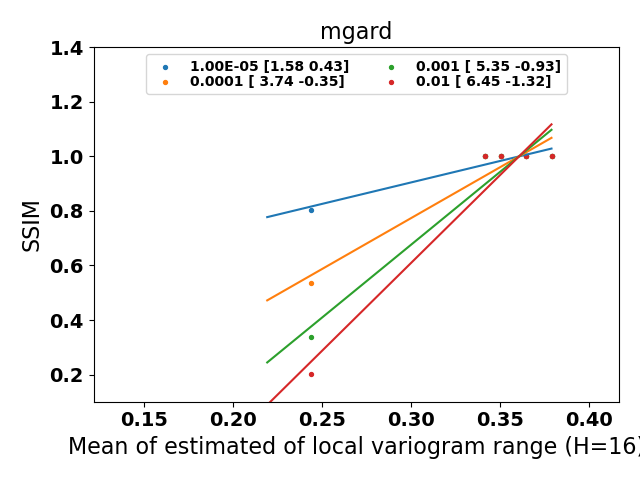 mgard
1.00E-05 [1.58 0.43]
0.0001 [ 3.74 -0.35]
0.001 [ 5.35 -0.93]
0.01 [ 6.45 -1.32]
1.4
1.2
1.0
0.8
0.6
0.4
0.2
SSIM
0.15 0.20 0.25 0.30 0.35 0.40
Mean of estimated of local variogram range (H=16)